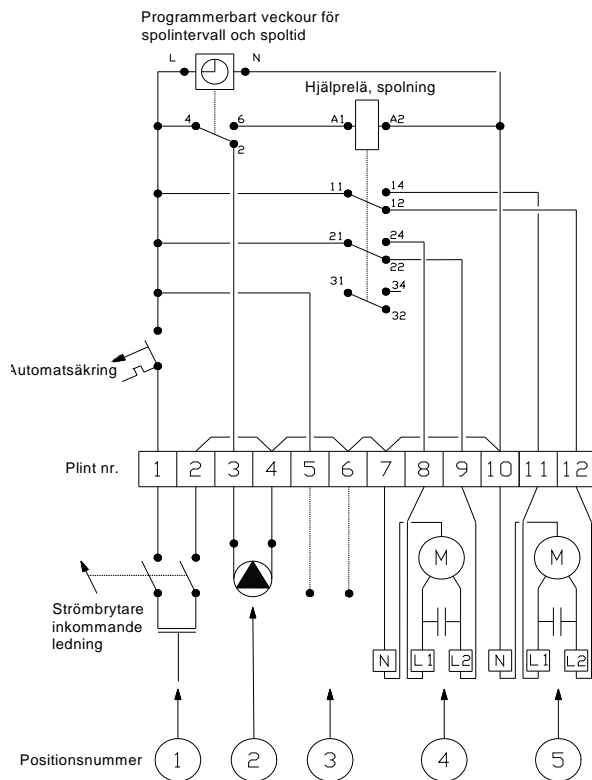 Programmerbart veckour för
spolintervall och spoltid
L N
Hjälprelä, spolning
4 6 A1 A2
2
11 14
12
21 24
22
31 34
32
Automatsäkring
Plint nr. 1 2 3 4 5 6 7 8 9 10 11 12
M M
Strömbrytare
inkommande
ledning
N L1 L2 N L1 L2
Positionsnummer 1 2 3 4 5